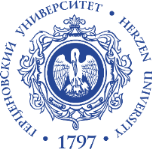 ГЕРЦЕНОВСКИЙ УНИВЕРСИТЕТ • HERZEN UNIVERSITY •
• 1797 •